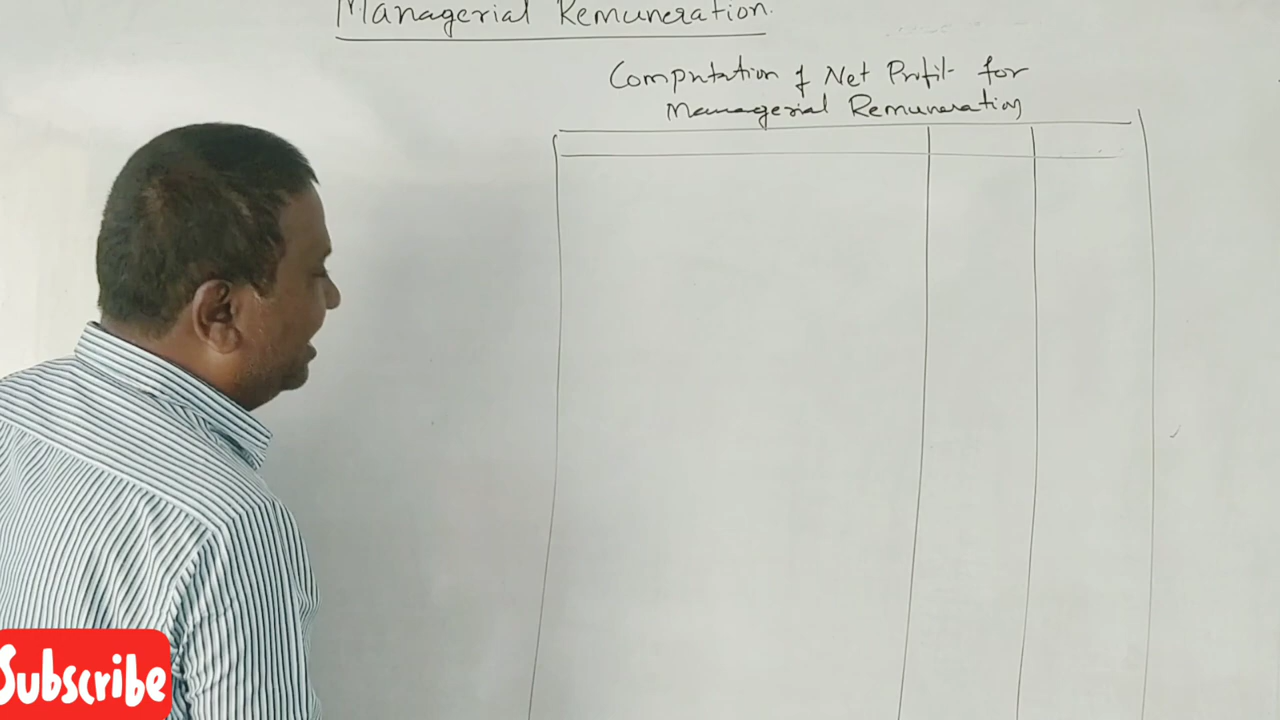 Managerial Remuneration.
Computation of Net Profit for
Managerial Remuneration
Subscribe